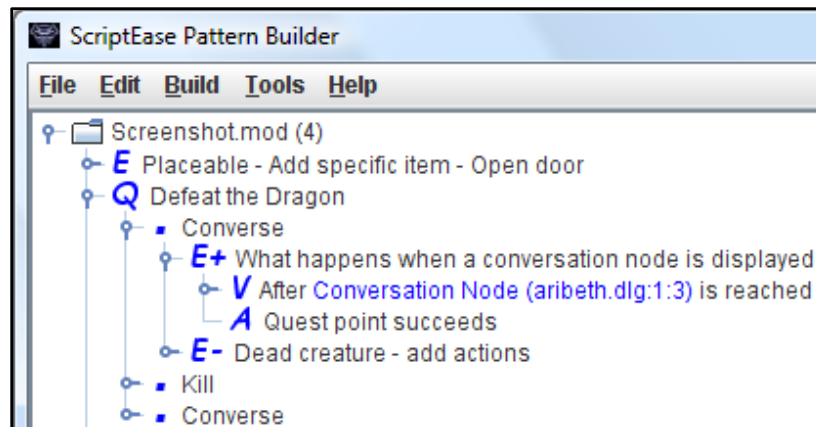 ScriptEase Pattern Builder
File Edit Build Tools Help
Screenshot.mod (4)
E Placeable - Add specific item - Open door
Q Defeat the Dragon
Converse
E+ What happens when a conversation node is displayed
V After Conversation Node (aribeth.dlg:1:3) is reached
A Quest point succeeds
E- Dead creature - add actions
Kill
Converse